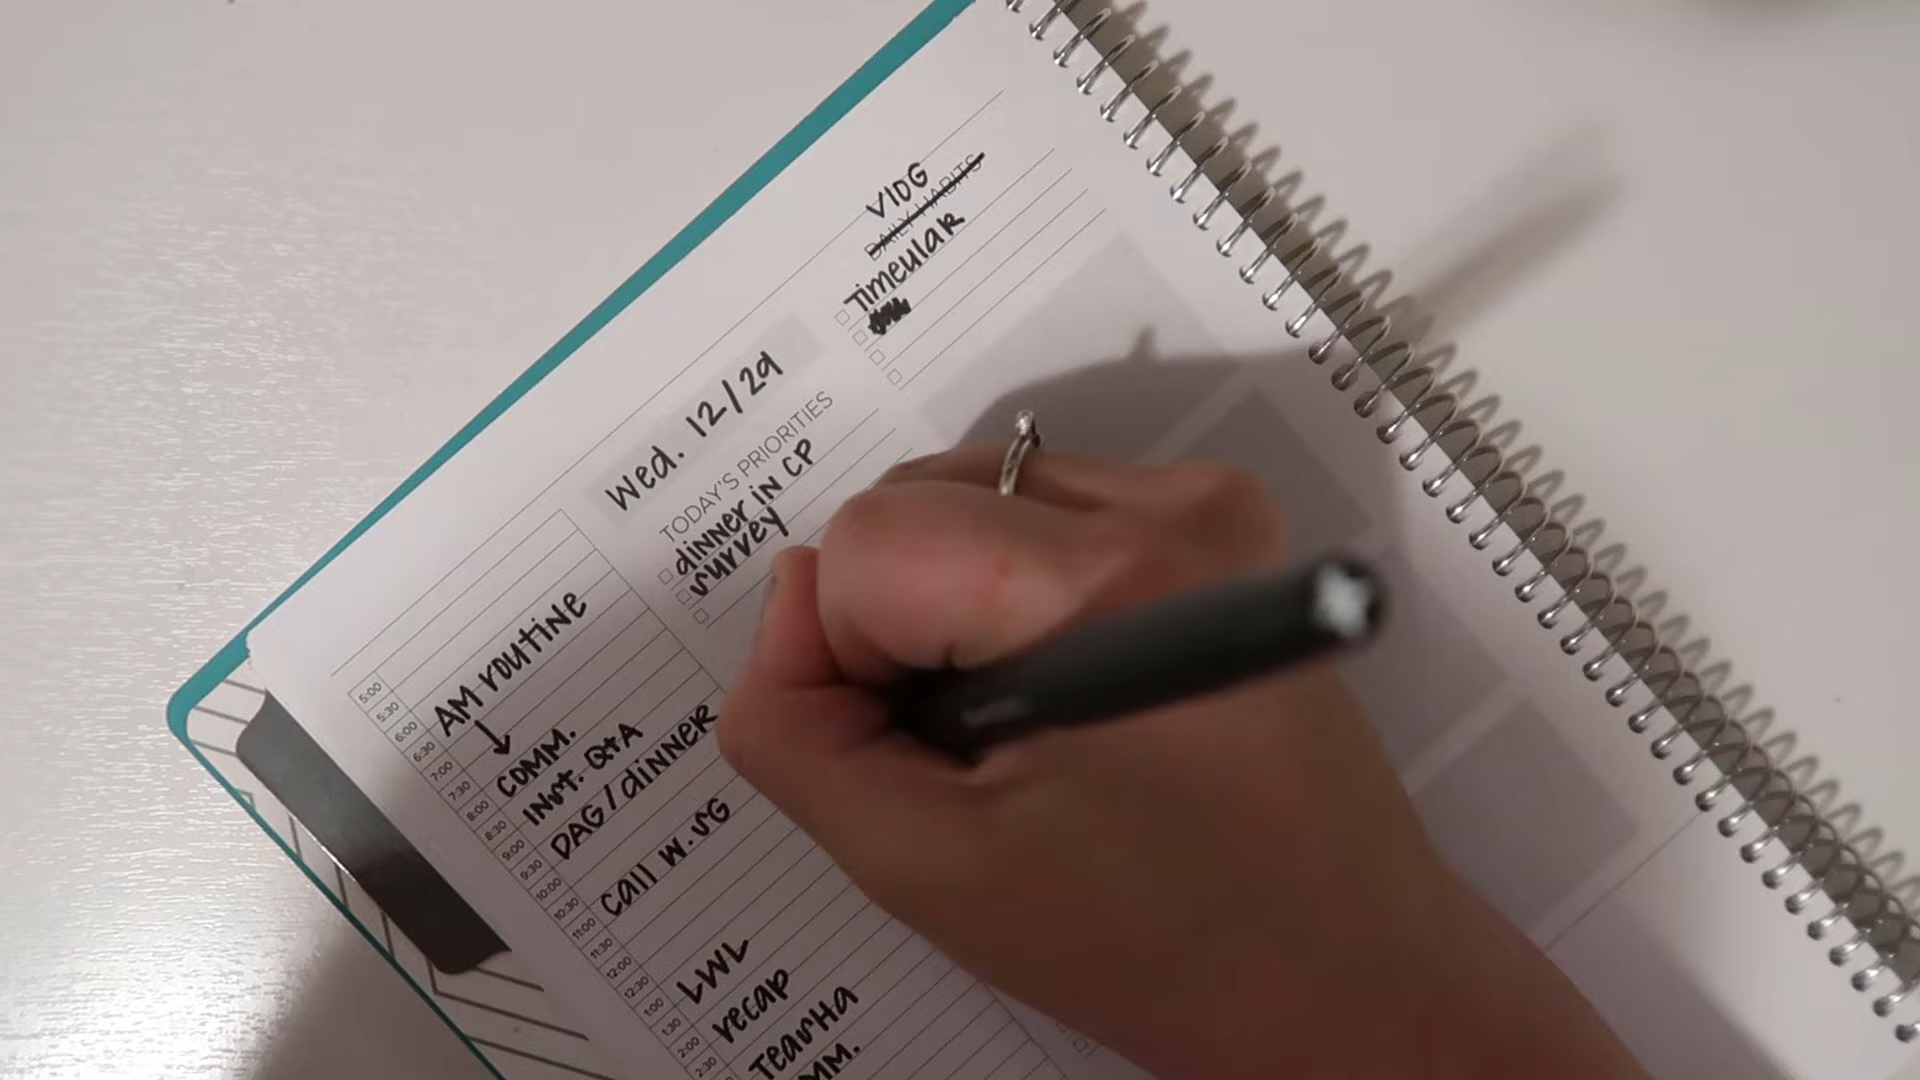 VIDG
DAILY HABITS
Timeular
Wed. 12/29
TODAY'S PRIORITIES
dinner in CP
survey
5:00
5:30
6:00 AM routine
6:30
7:00
7:30 COMM.
8:00 Inst. Q+A
8:30
9:00 DAG/dinner
9:30
10:00
10:30 call w. SG
11:00
11:30
12:00
12:30
1:00 LWL
1:30
2:00 recap
2:30 Teasha
MM.